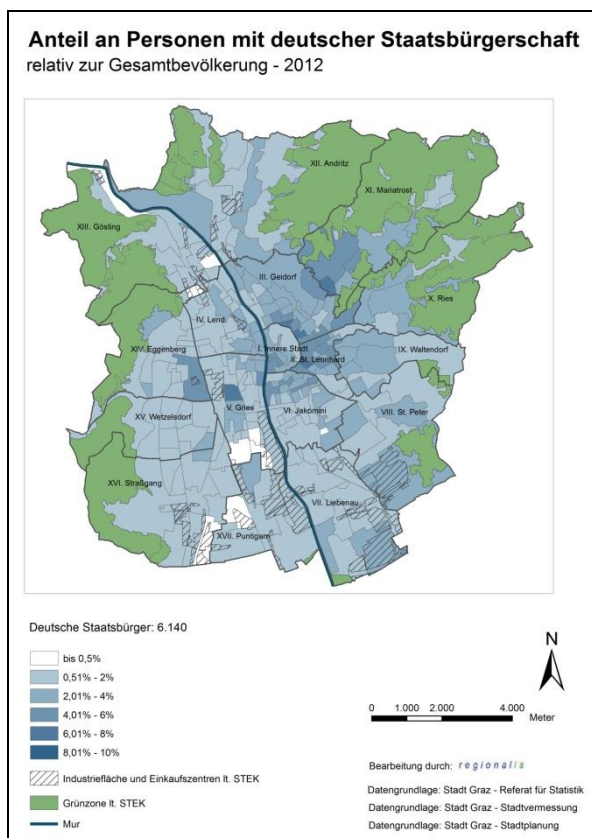 Anteil an Personen mit deutscher Staatsbürgerschaft
relativ zur Gesamtbevölkerung - 2012
XII. Andritz
XI. Mariatrost
XIII. Gösting
III. Geidorf
X. Ries
IV. Lend
I. Innere Stadt
II. St. Leonhard
IX. Waltendorf
XIV. Eggenberg
V. Gries
VI. Jakomini
VIII. St. Peter
XV. Wetzelsdorf
XVI. Straßgang
VII. Liebenau
XVII. Puntigam
Deutsche Staatsbürger: 6.140
bis 0,5%
0,51% - 2%
2,01% - 4%
4,01% - 6%
6,01% - 8%
8,01% - 10%
Industriefläche und Einkaufszentren lt. STEK
Grünzone lt. STEK
Mur
N
0 1.000 2.000 4.000
Meter
Bearbeitung durch: regionalis
Datengrundlage: Stadt Graz - Referat für Statistik
Datengrundlage: Stadt Graz - Stadtvermessung
Datengrundlage: Stadt Graz - Stadtplanung